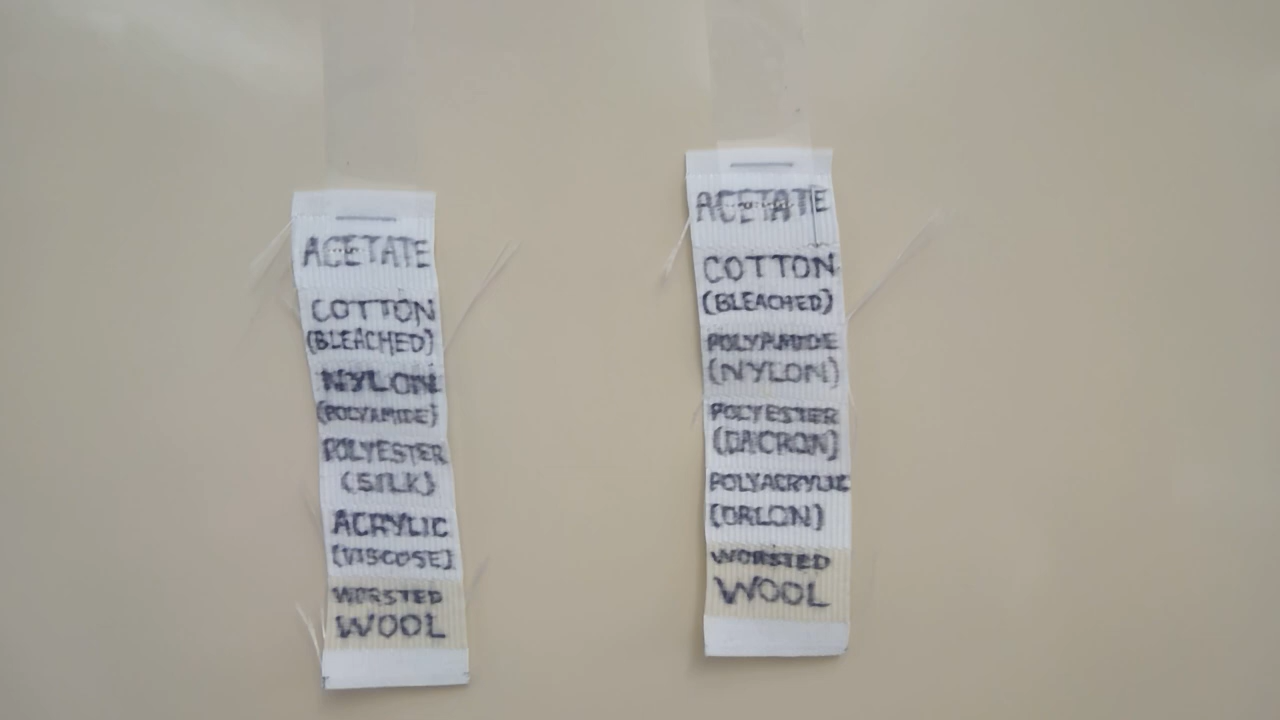 ACETATE
COTTON
(BLEACHED)
NYLON
(POLYAMIDE)
POLYESTER
(SILK)
ACRYLIC
(VISCOSE)
WORSTED
WOOL
ACETATE
COTTON
(BLEACHED)
POLYAMIDE
(NYLON)
POLYESTER
(DACRON)
POLYACRYLIC
(ORLON)
WORSTED
WOOL